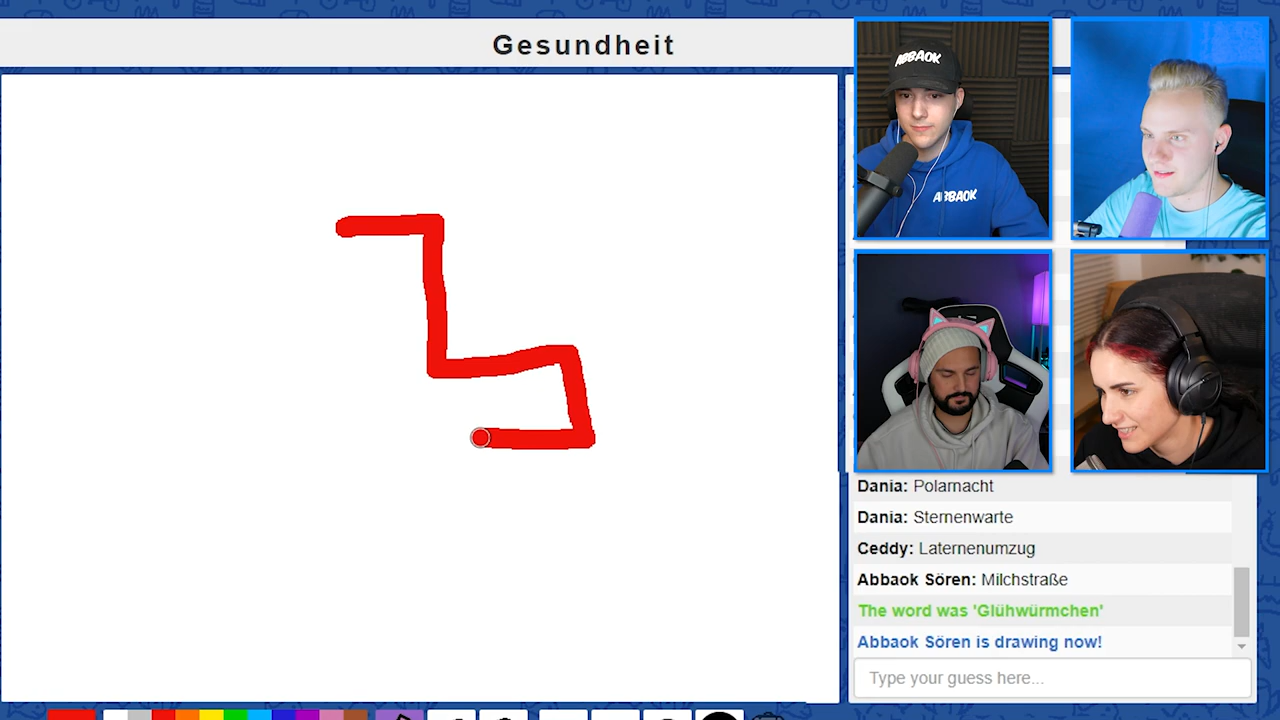 Gesundheit
ABBAOK
ABBAOK
Dania: Polarnacht
Dania: Sternenwarte
Ceddy: Laternenumzug
Abbaok Sören: Milchstraße
The word was 'Glühwürmchen'
Abbaok Sören is drawing now!
Type your guess here...